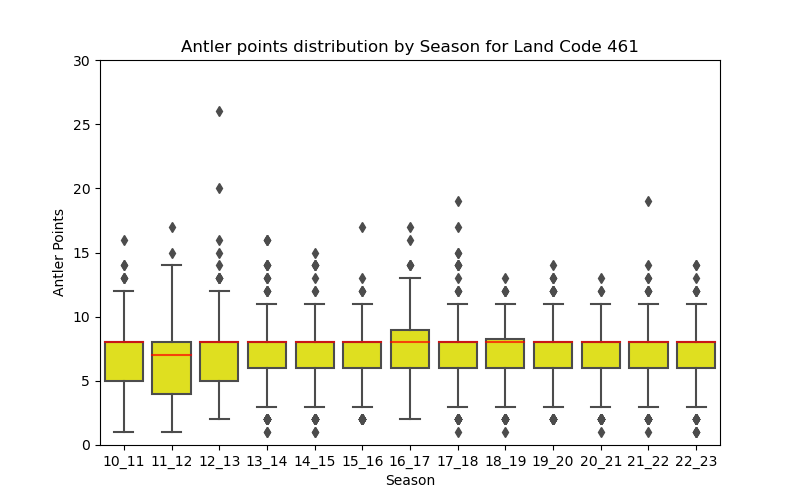 Antler points distribution by Season for Land Code 461
30
25
20
15
10
5
0
Antler Points
10_11 11_12 12_13 13_14 14_15 15_16 16_17 17_18 18_19 19_20 20_21 21_22 22_23
Season